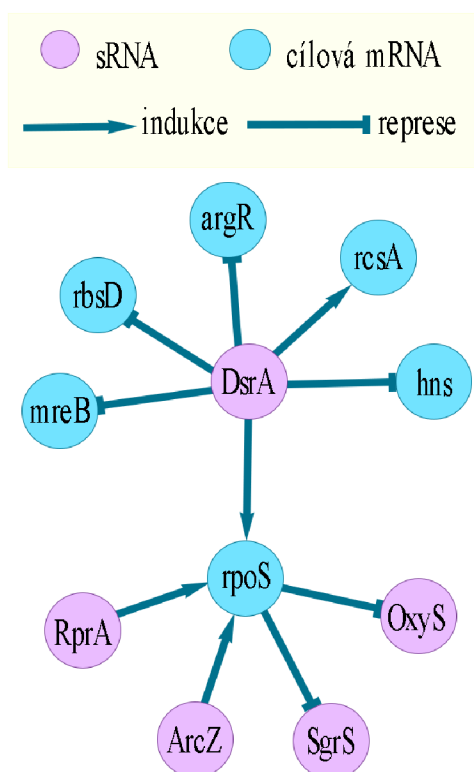 sRNA
cílová mRNA
indukce
represe
argR
rcsA
rbsD
DsrA
hns
mreB
rpoS
OxyS
RprA
ArcZ
SgrS